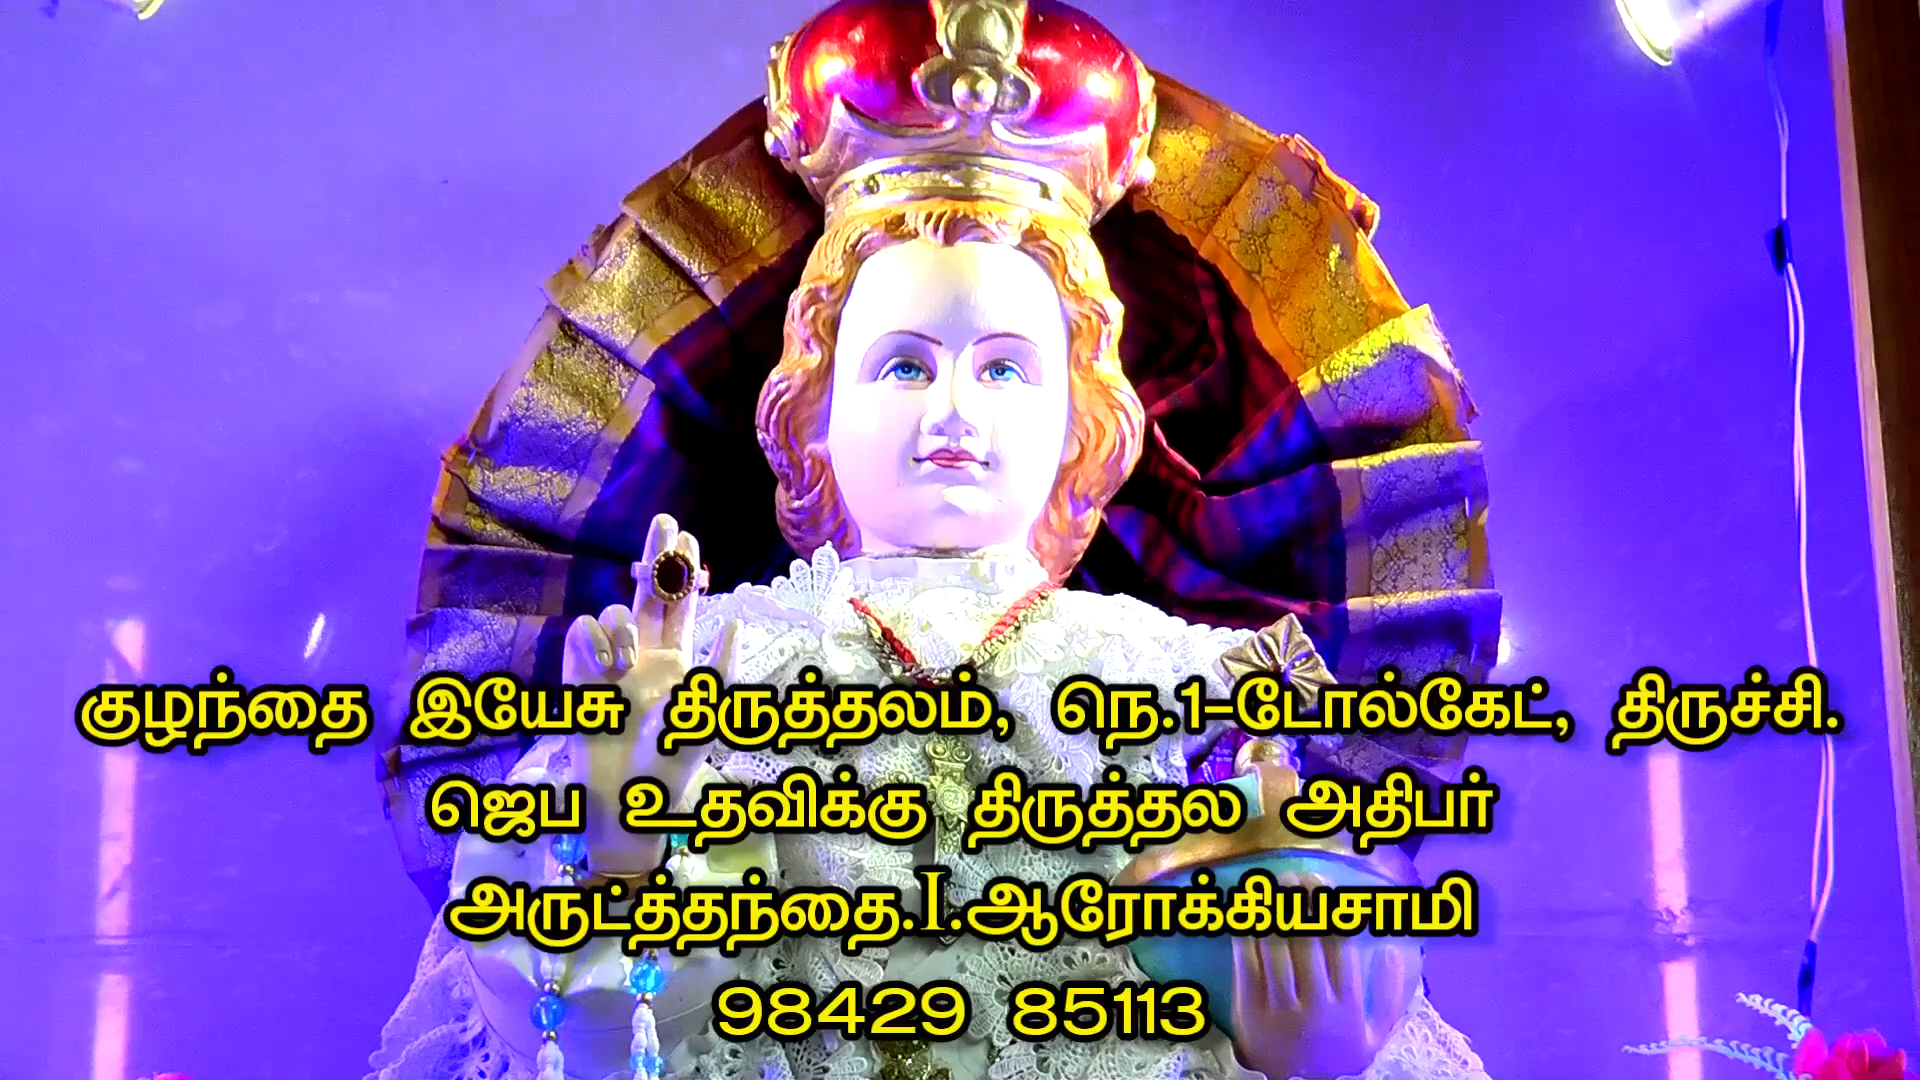 குழந்தை இயேசு திருத்தலம், நெ.1-டோல்கேட், திருச்சி.
ஜெப உதவிக்கு திருத்தல அதிபர்
அருட்த்தந்தை.I.ஆரோக்கியசாமி
98429 85113